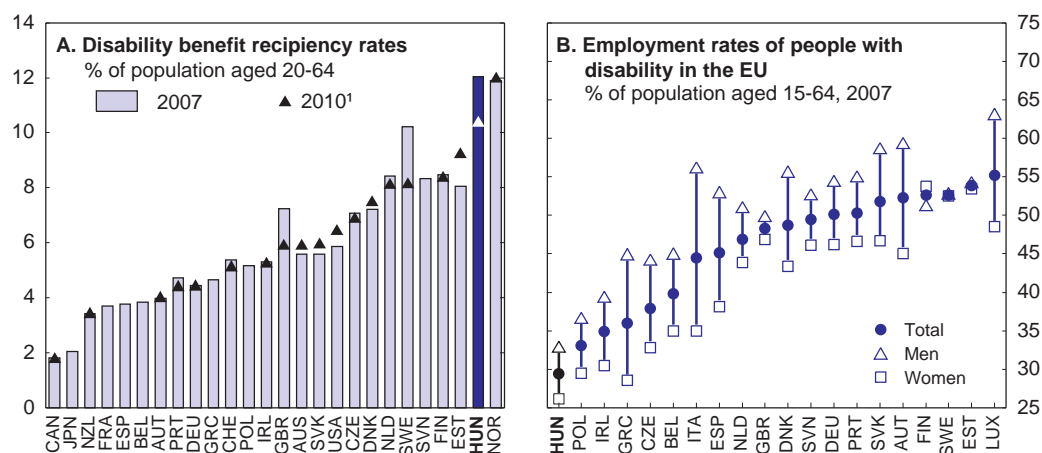 A. Disability benefit recipiency rates
% of population aged 20-64
2007
2010¹
14
12
10
8
6
4
2
0
CAN
JPN
NZL
FRA
ESP
BEL
AUT
PRT
DEU
GRC
CHE
POL
IRL
GBR
AUS
SVK
USA
CZE
DNK
NLD
SWE
SVN
FIN
EST
HUN
NOR
B. Employment rates of people with
disability in the EU
% of population aged 15-64, 2007
75
70
65
60
55
50
45
40
35
30
25
Total
Men
Women
HUN
POL
IRL
GRC
CZE
BEL
ITA
ESP
NLD
GBR
DNK
SVN
DEU
PRT
SVK
AUT
FIN
SWE
EST
LUX